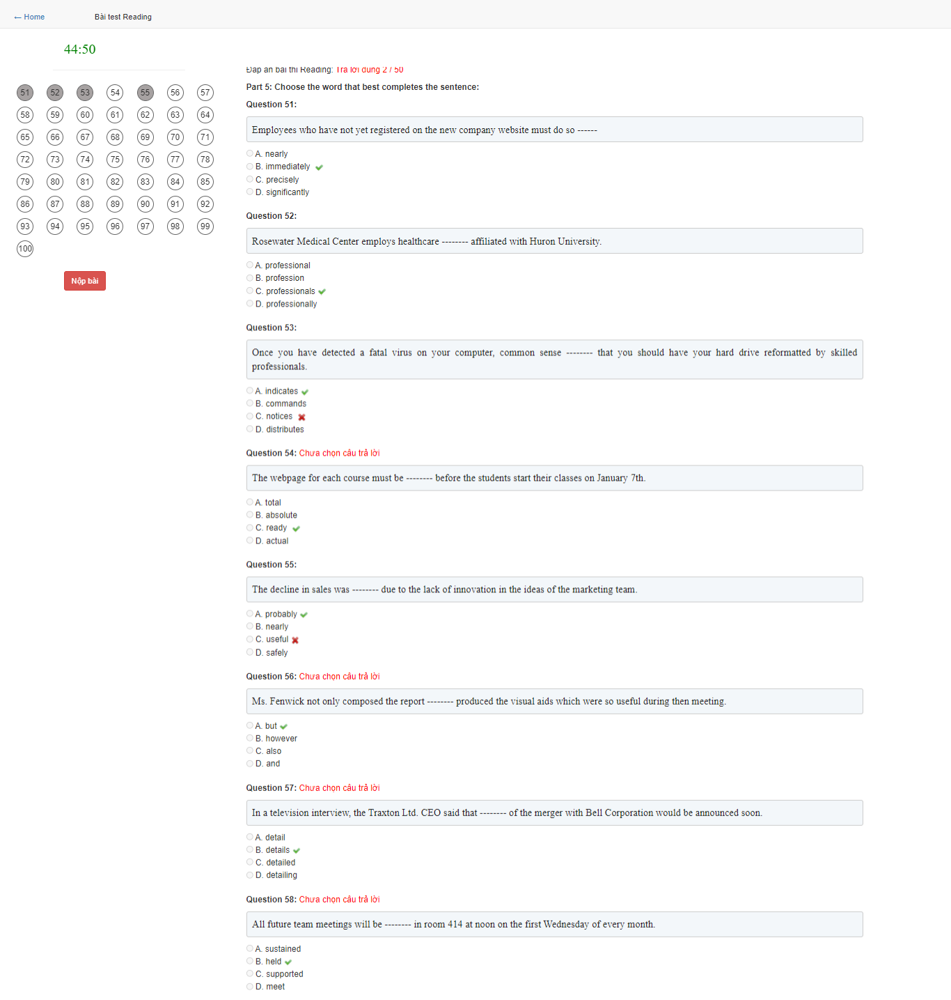 ← Home
Bài test Reading
44:50
51 52 53 54 55 56 57
58 59 60 61 62 63 64
65 66 67 68 69 70 71
72 73 74 75 76 77 78
79 80 81 82 83 84 85
86 87 88 89 90 91 92
93 94 95 96 97 98 99
100
Nộp bài
Đáp án bài thi Reading: Trả lời đúng 2 / 50
Part 5: Choose the word that best completes the sentence:
Question 51:
Employees who have not yet registered on the new company website must do so ------
A. nearly
B. immediately
C. precisely
D. significantly
Question 52:
Rosewater Medical Center employs healthcare -------- affiliated with Huron University.
A. professional
B. profession
C. professionals
D. professionally
Question 53:
Once you have detected a fatal virus on your computer, common sense -------- that you should have your hard drive reformatted by skilled
professionals.
A. indicates
B. commands
C. notices
D. distributes
Question 54: Chưa chọn câu trả lời
The webpage for each course must be -------- before the students start their classes on January 7th.
A. total
B. absolute
C. ready
D. actual
Question 55:
The decline in sales was -------- due to the lack of innovation in the ideas of the marketing team.
A. probably
B. nearly
C. useful
D. safely
Question 56: Chưa chọn câu trả lời
Ms. Fenwick not only composed the report -------- produced the visual aids which were so useful during then meeting.
A. but
B. however
C. also
D. and
Question 57: Chưa chọn câu trả lời
In a television interview, the Traxton Ltd. CEO said that -------- of the merger with Bell Corporation would be announced soon.
A. detail
B. details
C. detailed
D. detailing
Question 58: Chưa chọn câu trả lời
All future team meetings will be -------- in room 414 at noon on the first Wednesday of every month.
A. sustained
B. held
C. supported
D. meet